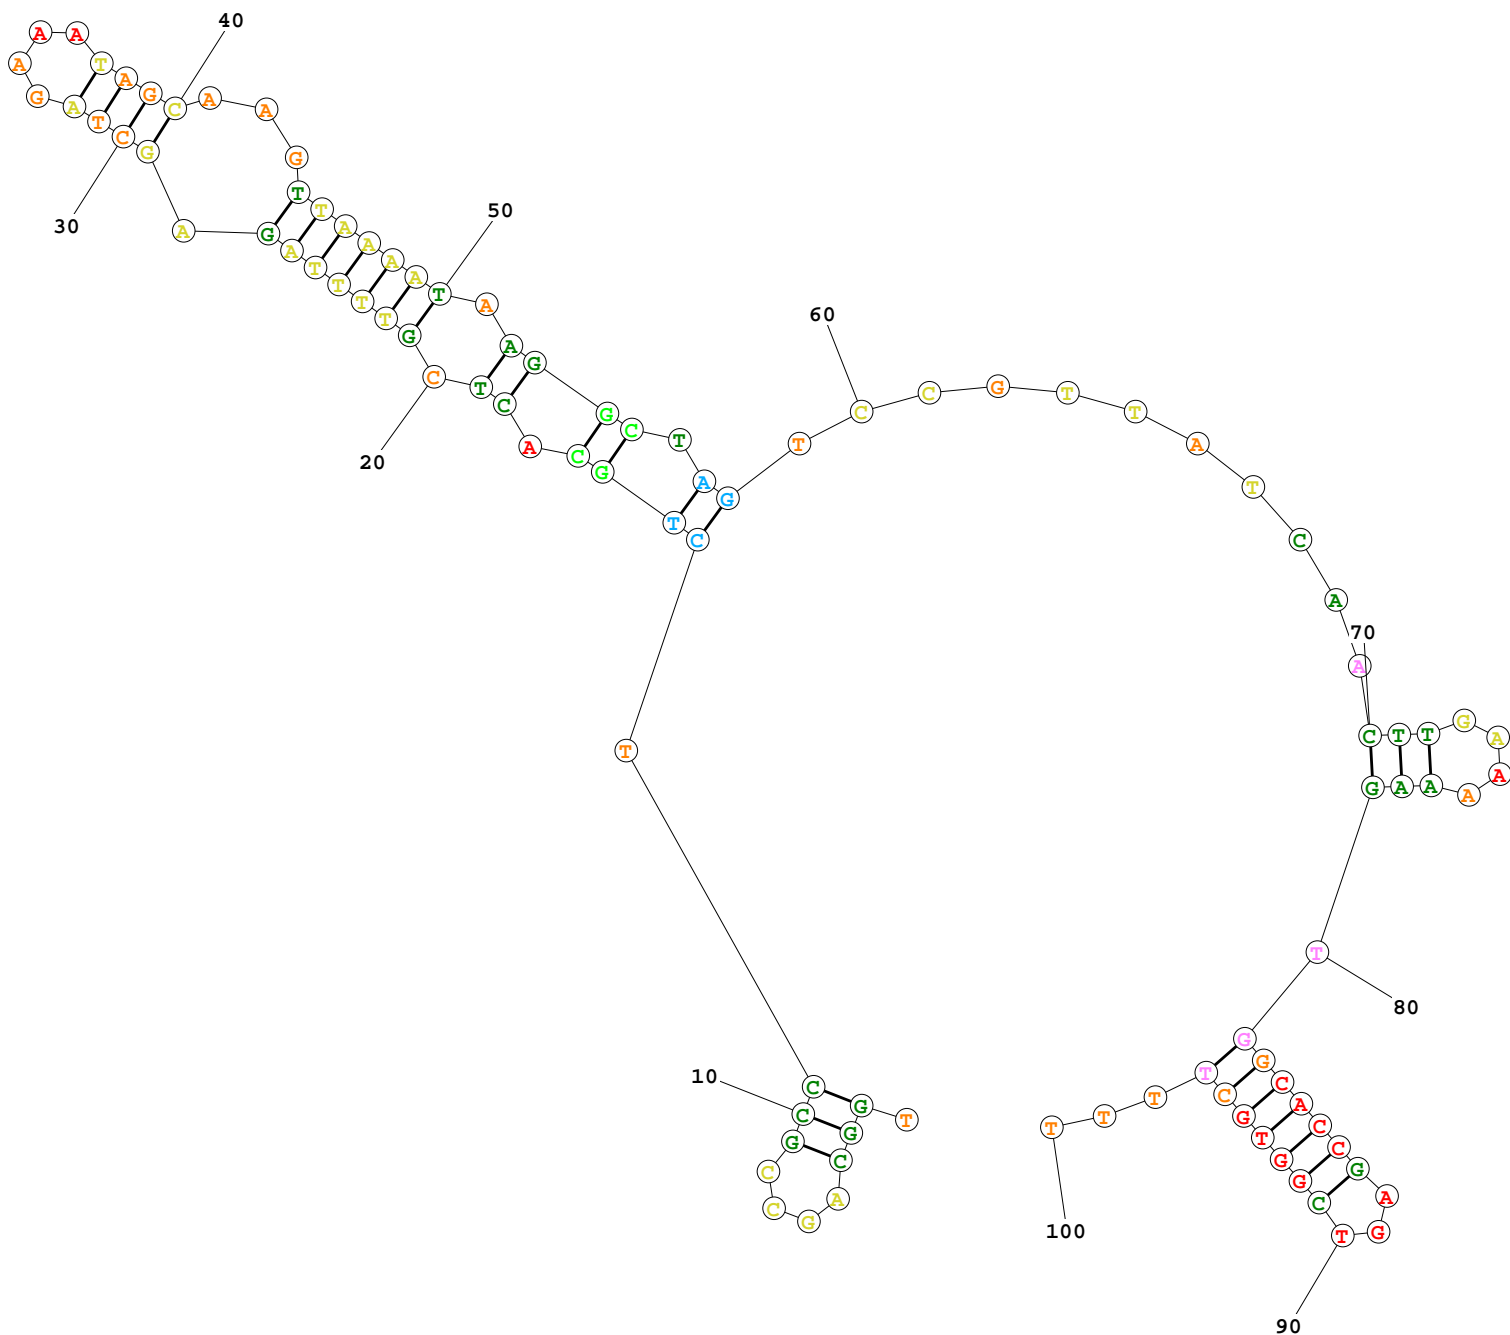 T G G C A G C C G C
10
C T C T G C A C T C
20
G T T T T A G A G C
30
T A G A A A T A G C
40
A A G T T A A A A T
50
A A G G C T A G T C
60
C G T T A T C A A C
70
T T G A A A A A G T
80
G G C A C C G A G T
90
C G G T G C T T T T
100